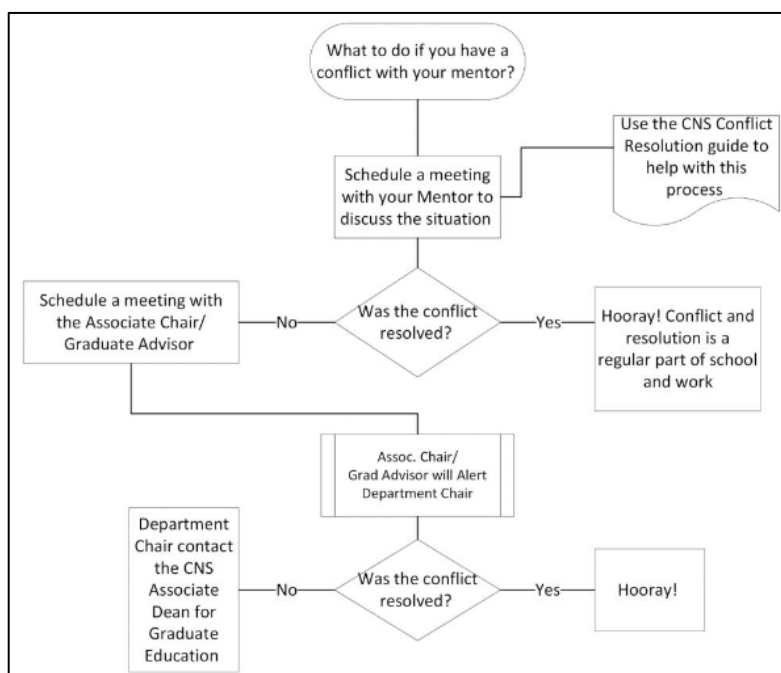 What to do if you have a
conflict with your mentor?
Use the CNS Conflict
Resolution guide to
help with this
process
Schedule a meeting
with your Mentor to
discuss the situation
Schedule a meeting with
the Associate Chair/
Graduate Advisor
No
Was the conflict
resolved?
Yes
Hooray! Conflict and
resolution is a
regular part of school
and work
Assoc. Chair/
Grad Advisor will Alert
Department Chair
Department
Chair contact
the CNS
Associate
Dean for
Graduate
Education
No
Was the conflict
resolved?
Yes
Hooray!